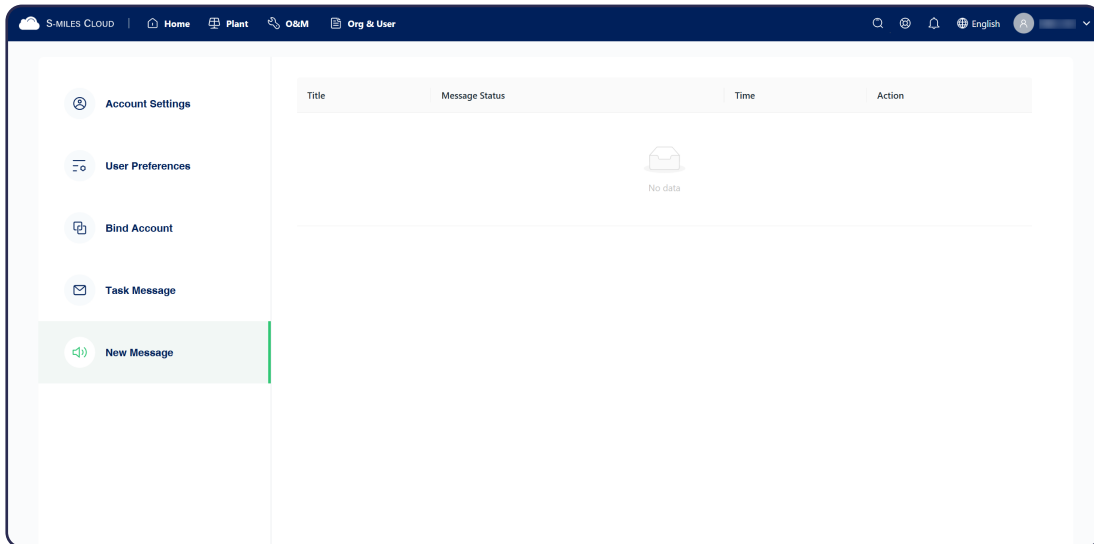 S-MILES CLOUD | Home Plant O&M Org & User English A
Account Settings
User Preferences
Bind Account
Task Message
New Message
Title Message Status Time Action
No data